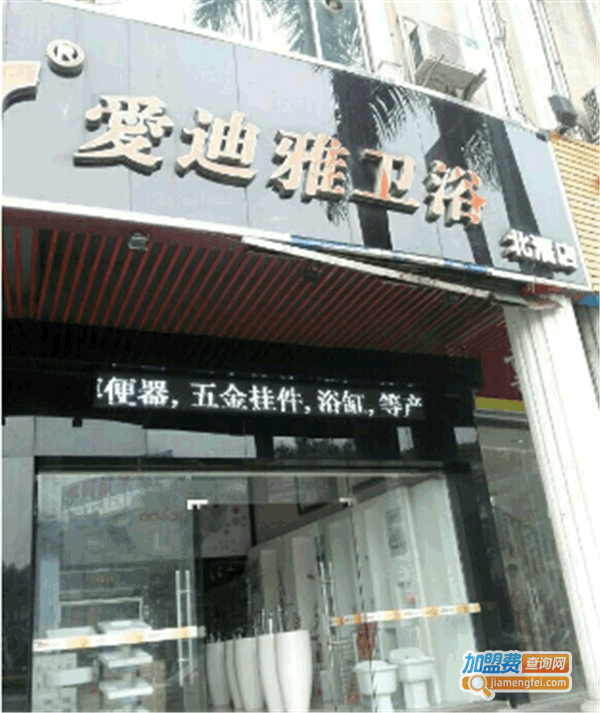 ®
愛迪雅卫浴
北滘店
便器，五金挂件，浴缸，等产
加盟费查询网
jiamengfei.com